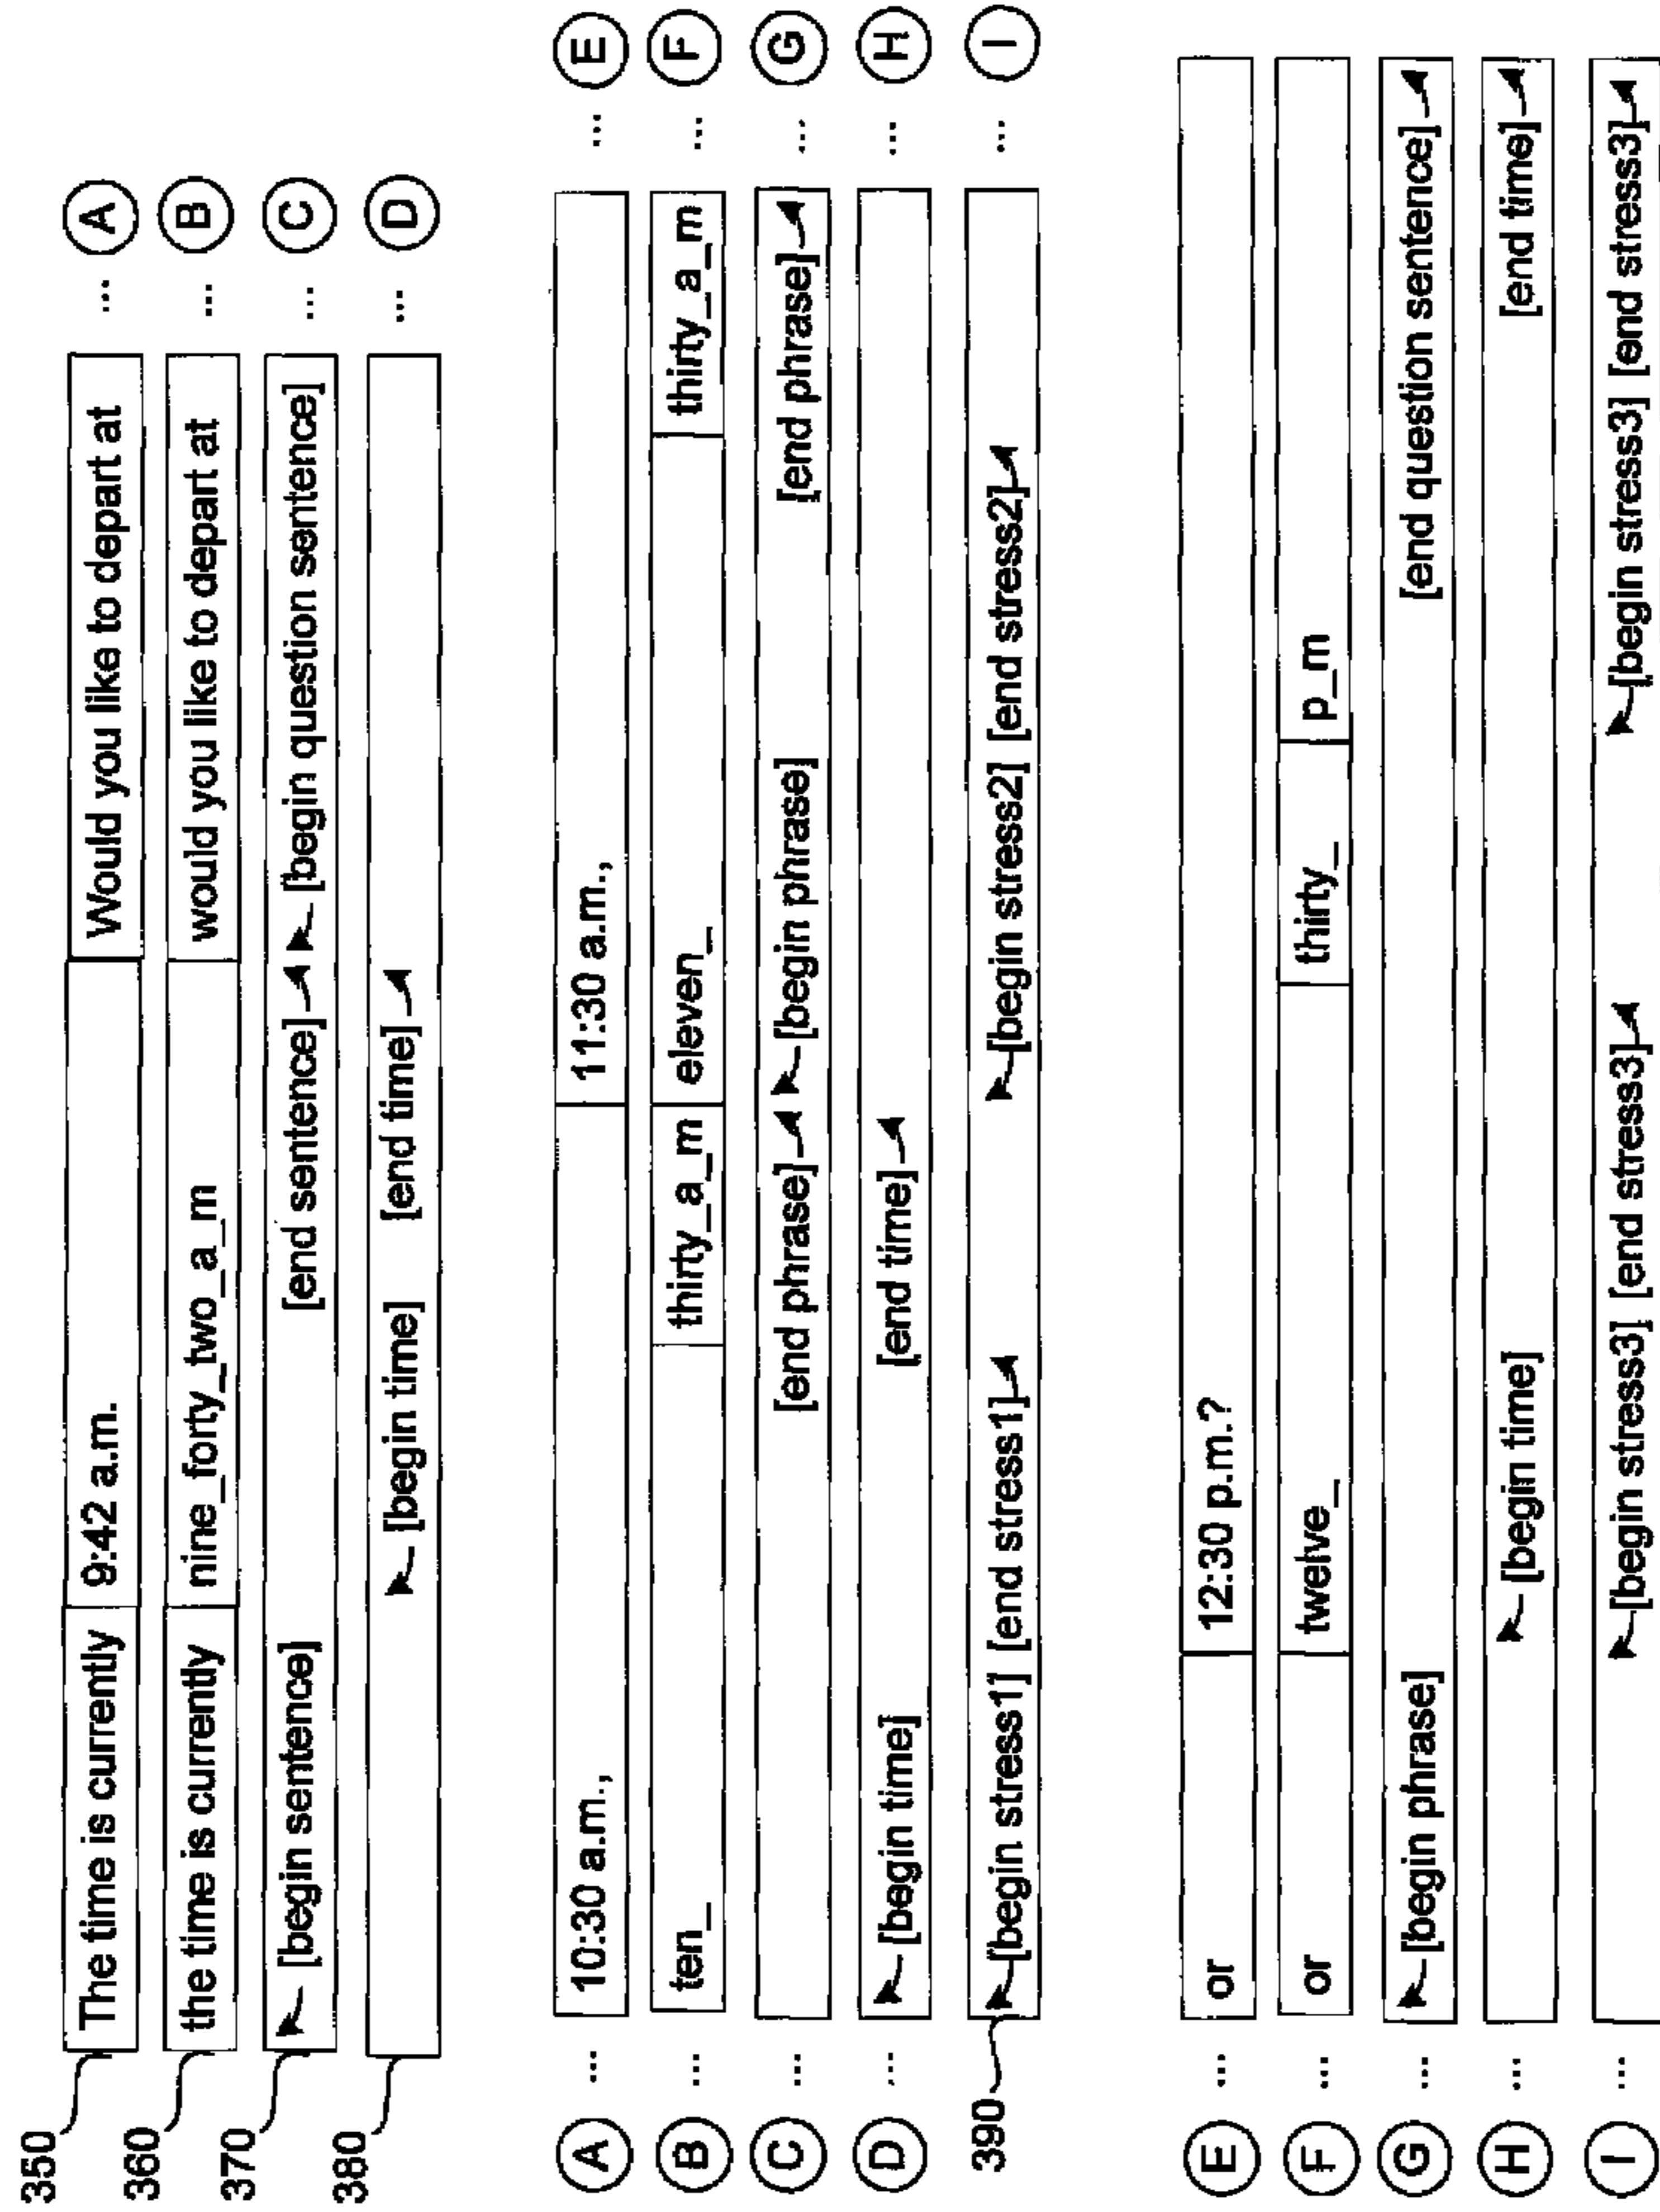 350 The time is currently 9:42 a.m. Would you like to depart at ... A
360 the time is currently nine_forty_two_a_m would you like to depart at ... B
370 [begin sentence] [end sentence] [begin question sentence] ... C
380 [begin time] [end time] ... D
A ... 10:30 a.m., 11:30 a.m., ... E
B ... ten_ thirty_a_m eleven_ thirty_a_m ... F
C ... [end phrase] [begin phrase] [end phrase] ... G
D ... [begin time] [end time] ... H
390 [begin stress1] [end stress1] [begin stress2] [end stress2] ... I
E ... or 12:30 p.m.?
F ... or twelve_ thirty_ p_m
G ... [begin phrase] [end question sentence]
H ... [begin time] [end time]
I ... [begin stress3] [end stress3] [begin stress3] [end stress3]